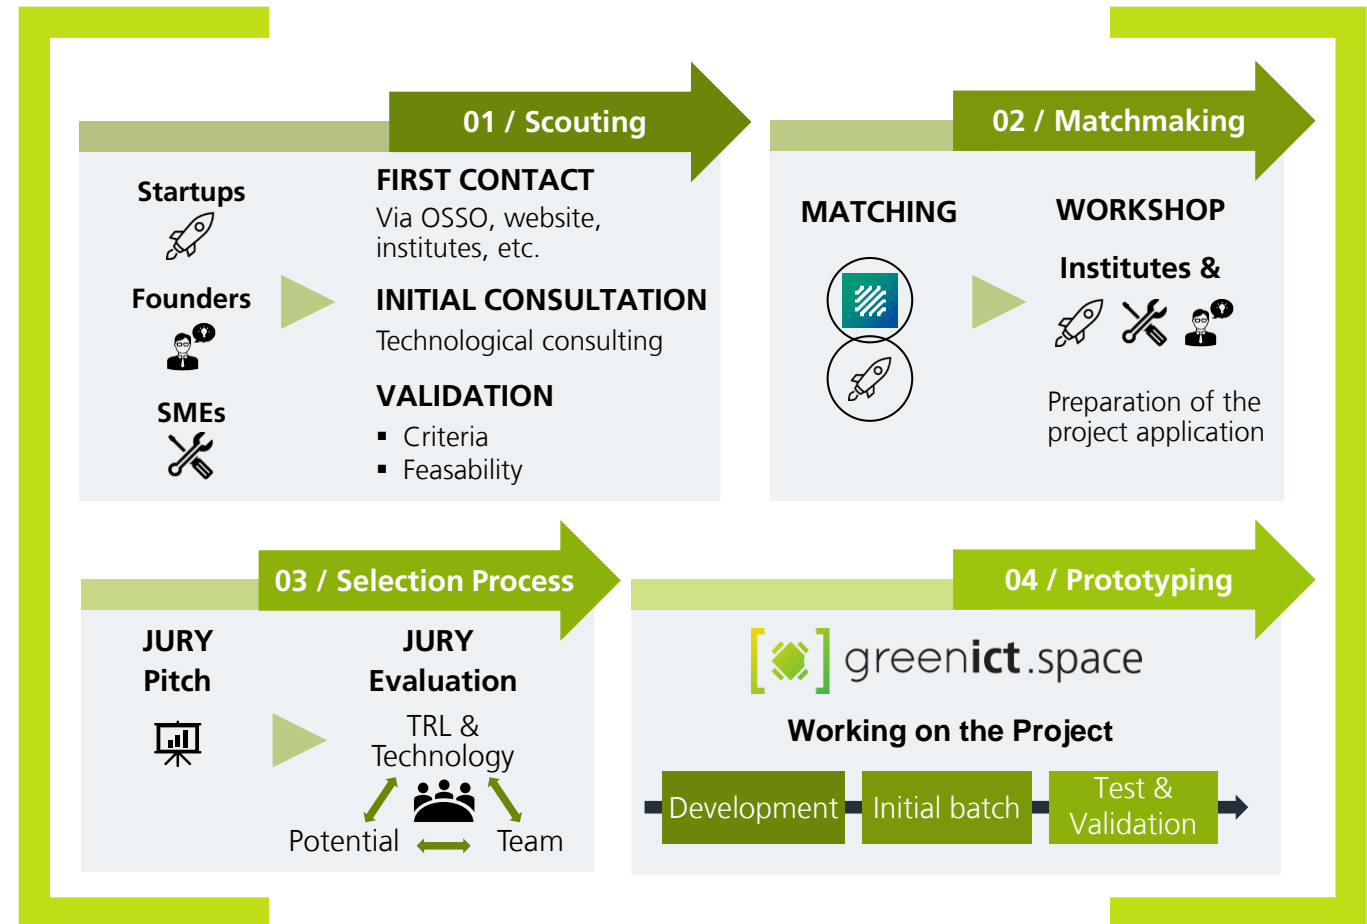 01 / Scouting
Startups
Founders
SMEs
FIRST CONTACT
Via OSSO, website,
institutes, etc.
INITIAL CONSULTATION
Technological consulting
VALIDATION
▪ Criteria
▪ Feasability
02 / Matchmaking
MATCHING
WORKSHOP
Institutes &
Preparation of the
project application
03 / Selection Process
JURY
Pitch
JURY
Evaluation
TRL &
Technology
Potential
Team
04 / Prototyping
[ ] greenict.space
Working on the Project
Development
Initial batch
Test &
Validation